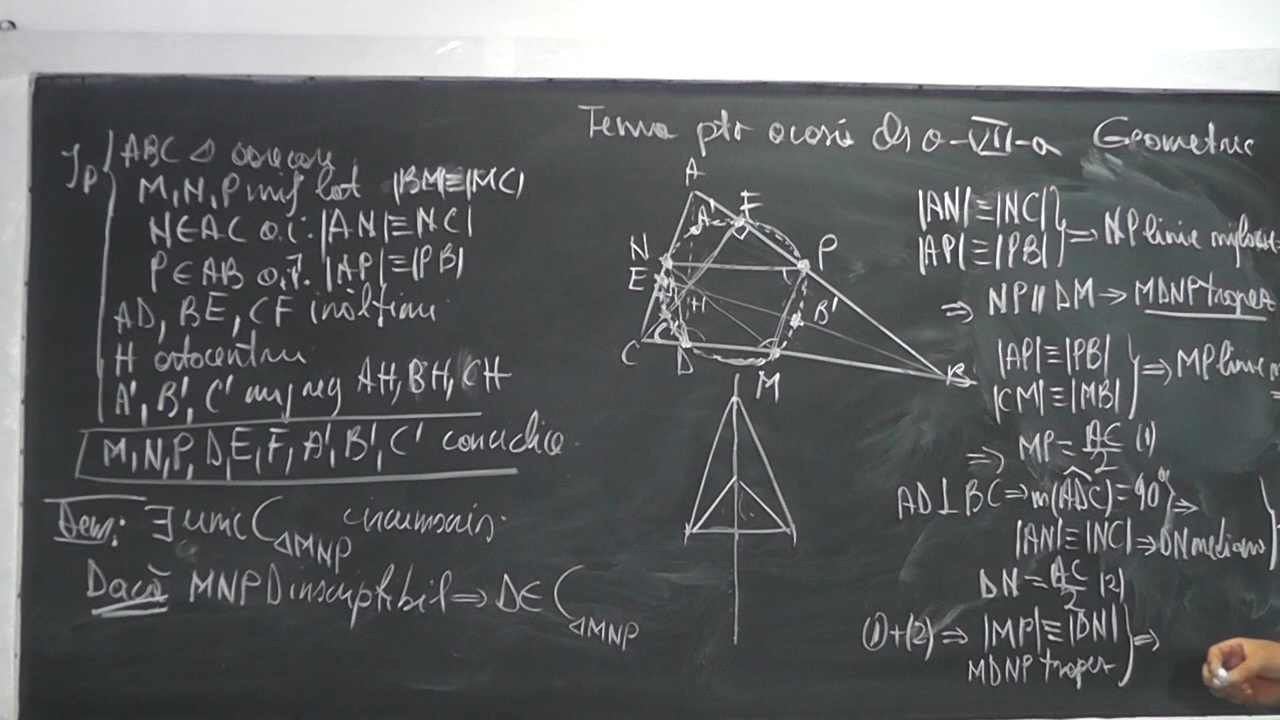 Tema ptr acasă cls a-VII-a Geometrie
Ip ABC Δ oarecare
M, N, P mij lat |BM|≡|MC|
N∈AC a.î. |AN|≡|NC|
P∈AB a.î. |AP|≡|PB|
AD, BE, CF înălțimi
H ortocentru
A', B', C' mij seg AH, BH, CH
M, N, P, D, E, F, A', B', C' conciclice.
Dem: ∃ unic C ΔMNP circumscris.
Dacă MNPD inscriptibil ⇒ D∈ C ΔMNP
A
A'
F
N
P
E
H
B'
C
C'
D
M
B
|AN|≡|NC|
|AP|≡|PB| } ⇒ NP linie mijloci
⇒ NP∥DM → MDNP trapez
|AP|≡|PB|
|CM|≡|MB| } ⇒ MP linie m
⇒ MP = AC/2 (1)
AD⊥BC ⇒ m(ADC) = 90° } ⇒
|AN|≡|NC| ⇒ DN mediană
DN = AC/2 (2)
(1)+(2) ⇒ |MP|≡|DN|
MDNP trapez } ⇒